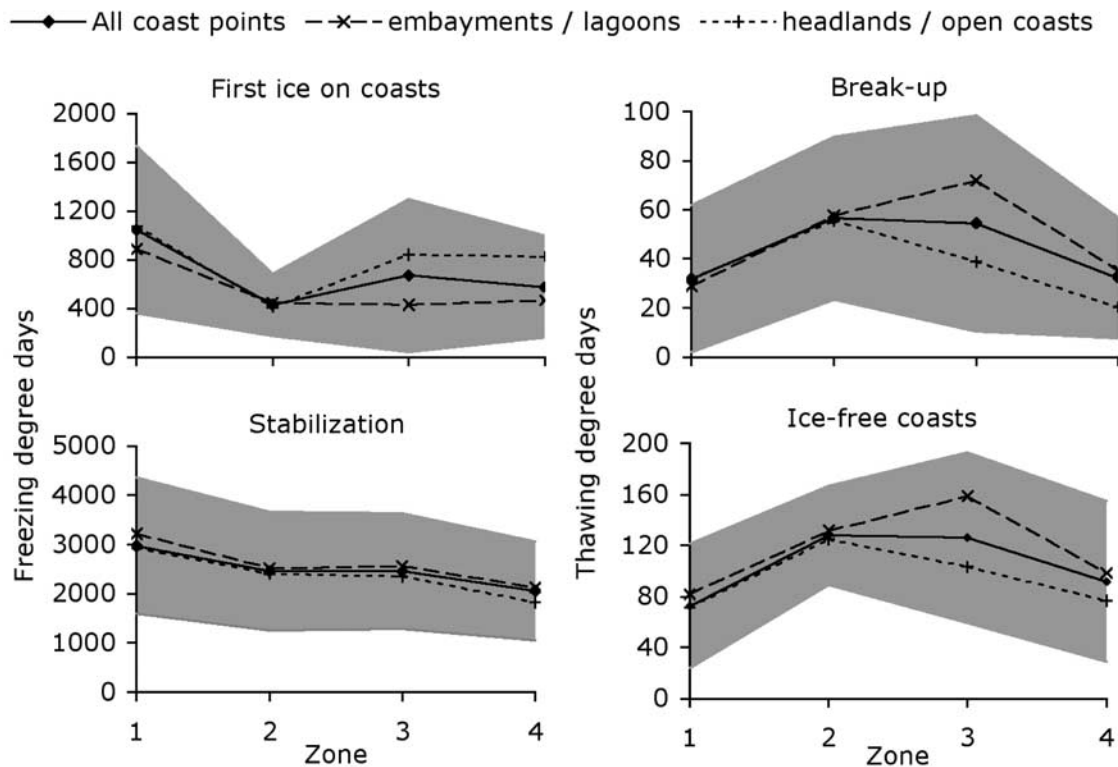 All coast points embayments / lagoons headlands / open coasts
First ice on coasts
2000
1600
1200
800
400
0
Freezing degree days
Stabilization
5000
4000
3000
2000
1000
0
1 2 3 4
Zone
Break-up
100
80
60
40
20
0
Thawing degree days
Ice-free coasts
200
160
120
80
40
0
1 2 3 4
Zone